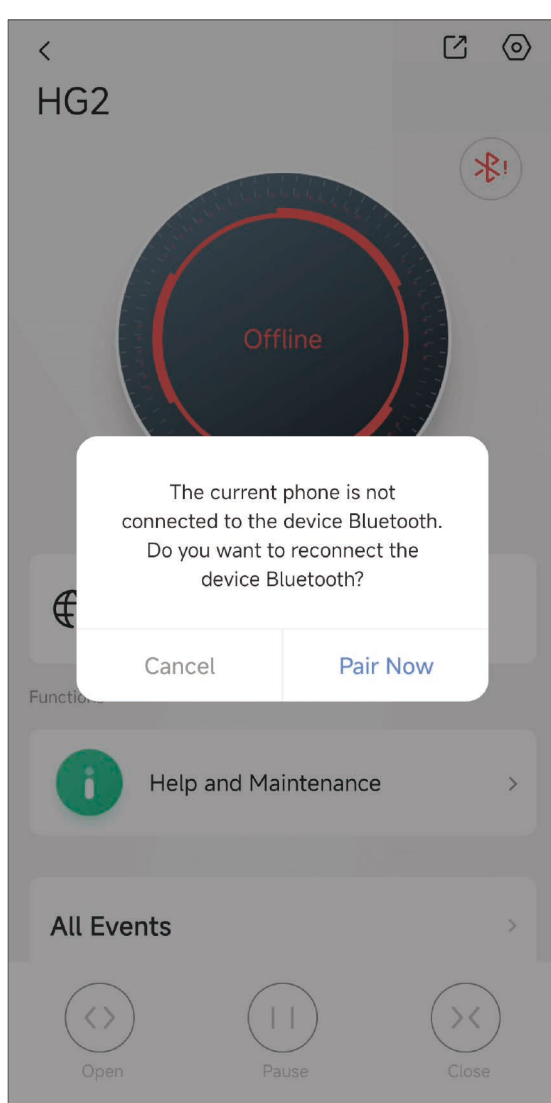 HG2
Offline
The current phone is not
connected to the device Bluetooth.
Do you want to reconnect the
device Bluetooth?
Cancel
Pair Now
Help and Maintenance
All Events
Open
Pause
Close